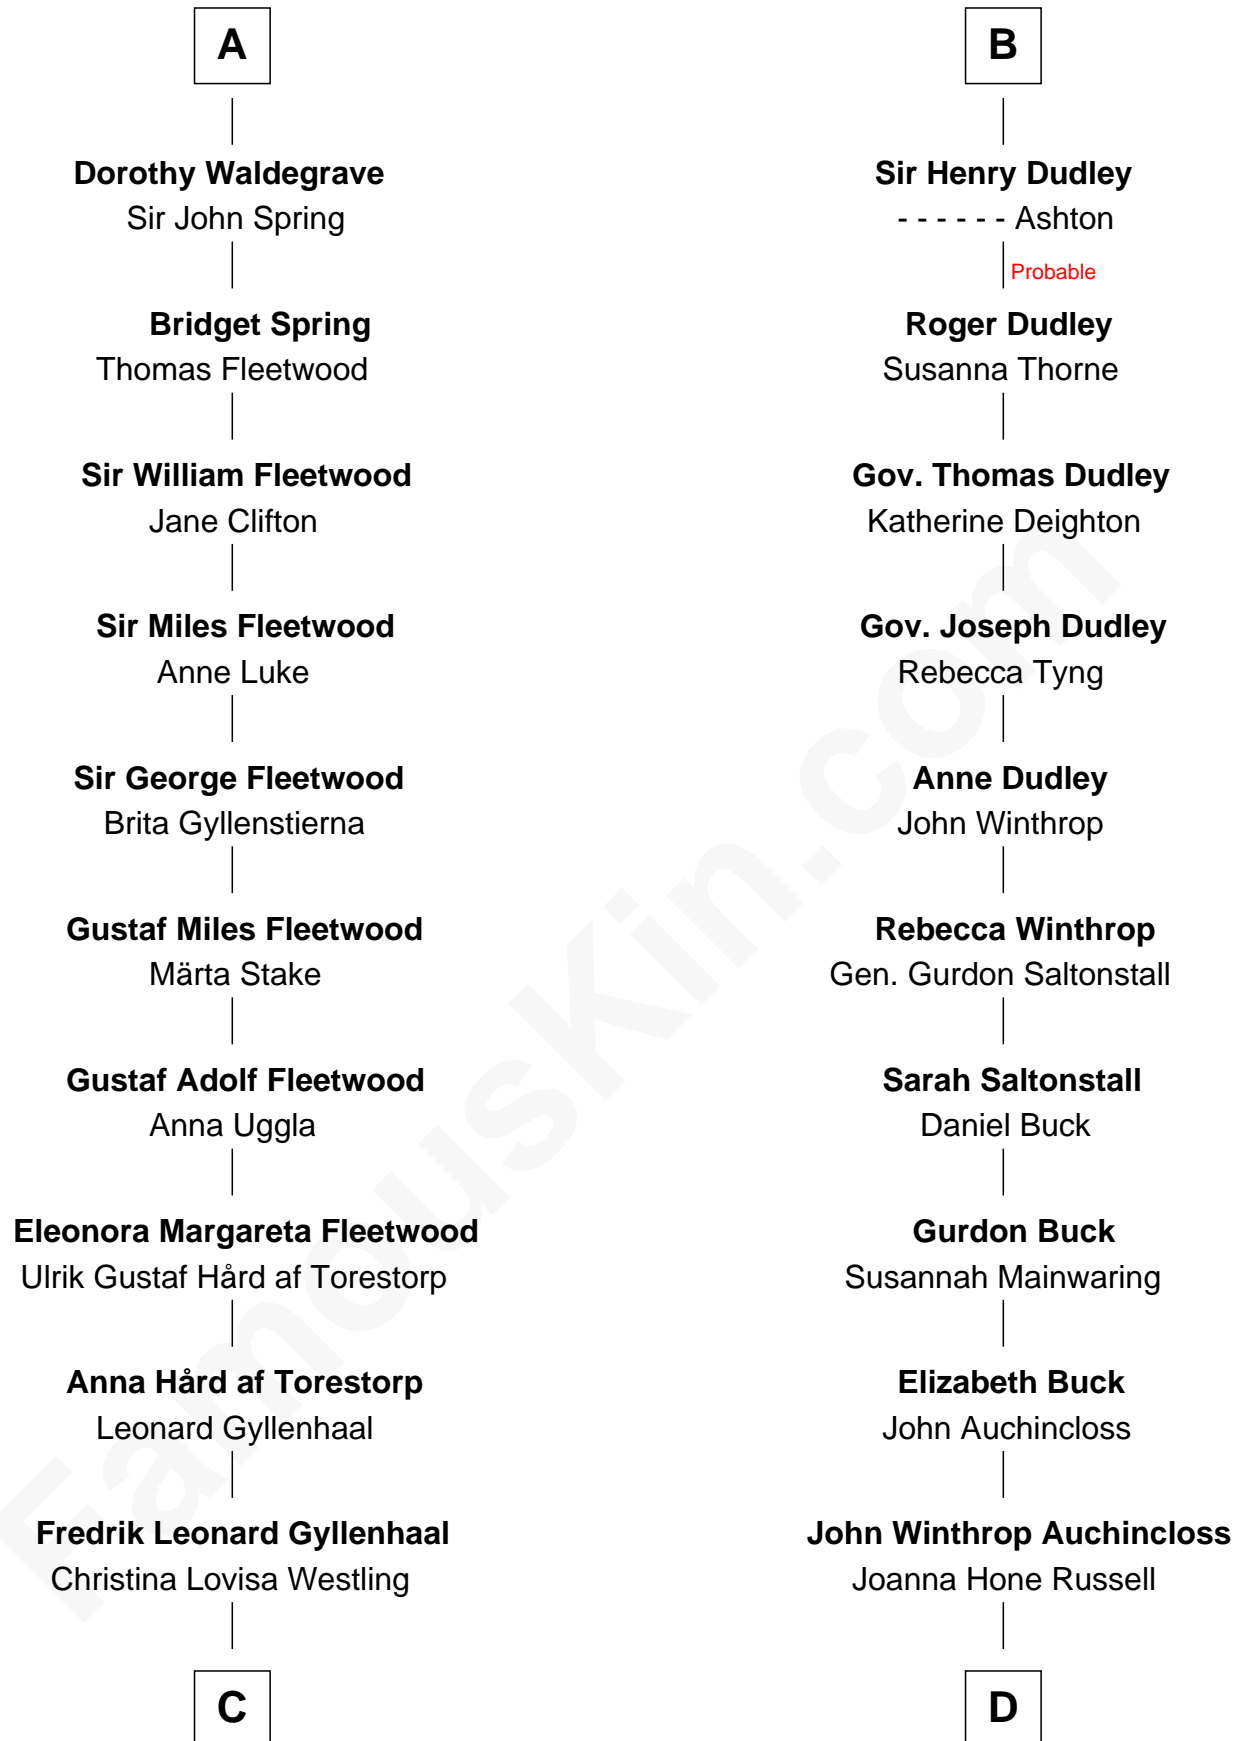 A
Dorothy Waldegrave
Sir John Spring
Bridget Spring
Thomas Fleetwood
Sir William Fleetwood
Jane Clifton
Sir Miles Fleetwood
Anne Luke
Sir George Fleetwood
Brita Gyllenstierna
Gustaf Miles Fleetwood
Märta Stake
Gustaf Adolf Fleetwood
Anna Uggla
Eleonora Margareta Fleetwood
Ulrik Gustaf Hård af Torestorp
Anna Hård af Torestorp
Leonard Gyllenhaal
Fredrik Leonard Gyllenhaal
Christina Lovisa Westling
C
B
Sir Henry Dudley
- - - - - - Ashton
Probable
Roger Dudley
Susanna Thorne
Gov. Thomas Dudley
Katherine Deighton
Gov. Joseph Dudley
Rebecca Tyng
Anne Dudley
John Winthrop
Rebecca Winthrop
Gen. Gurdon Saltonstall
Sarah Saltonstall
Daniel Buck
Gurdon Buck
Susannah Mainwaring
Elizabeth Buck
John Auchincloss
John Winthrop Auchincloss
Joanna Hone Russell
D
FamousKin.com